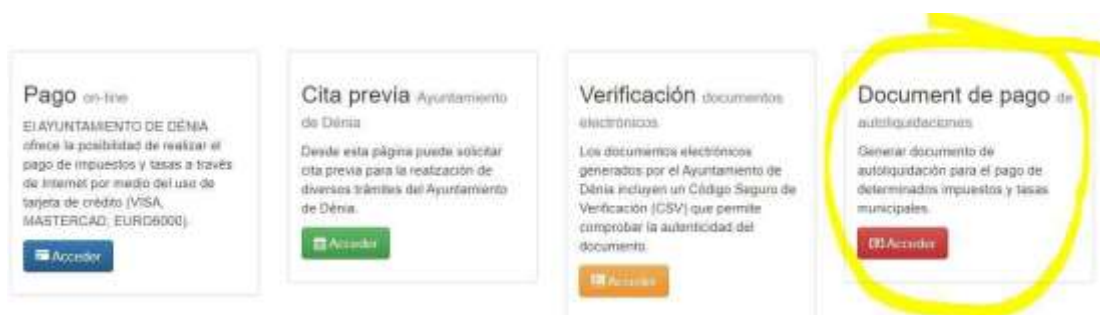 Pago on-line
El AYUNTAMIENTO DE DÉNIA
ofrece la posibilidad de realizar el
pago de impuestos y tasas a través
de Internet por medio del uso de
tarjeta de crédito (VISA,
MASTERCAD, EURO6000).
Acceder
Cita previa Ayuntamiento
de Dénia
Desde esta página puede solicitar
cita previa para la realización de
diversos trámites del Ayuntamiento
de Dénia.
Acceder
Verificación documentos
electrónicos
Los documentos electrónicos
generados por el Ayuntamiento de
Dénia incluyen un Código Seguro de
Verificación (CSV) que permite
comprobar la autenticidad del
documento.
Acceder
Document de pago de
autoliquidaciones
Generar documento de
autoliquidación para el pago de
determinados impuestos y tasas
municipales.
Acceder